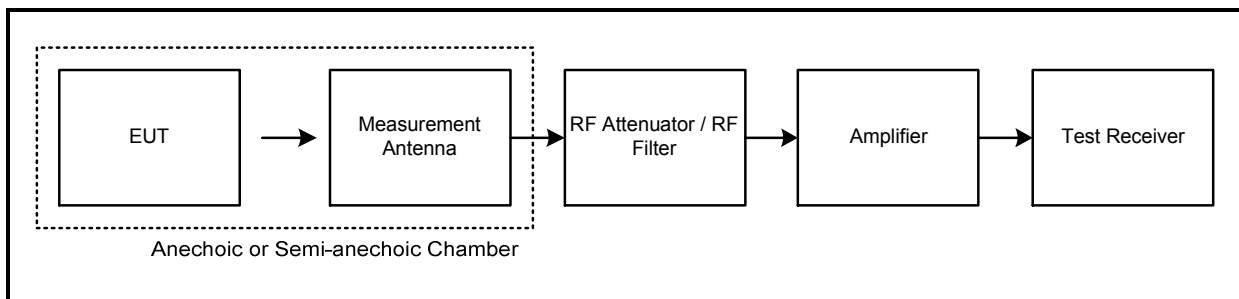 EUT
Measurement
Antenna
RF Attenuator / RF
Filter
Amplifier
Test Receiver
Anechoic or Semi-anechoic Chamber